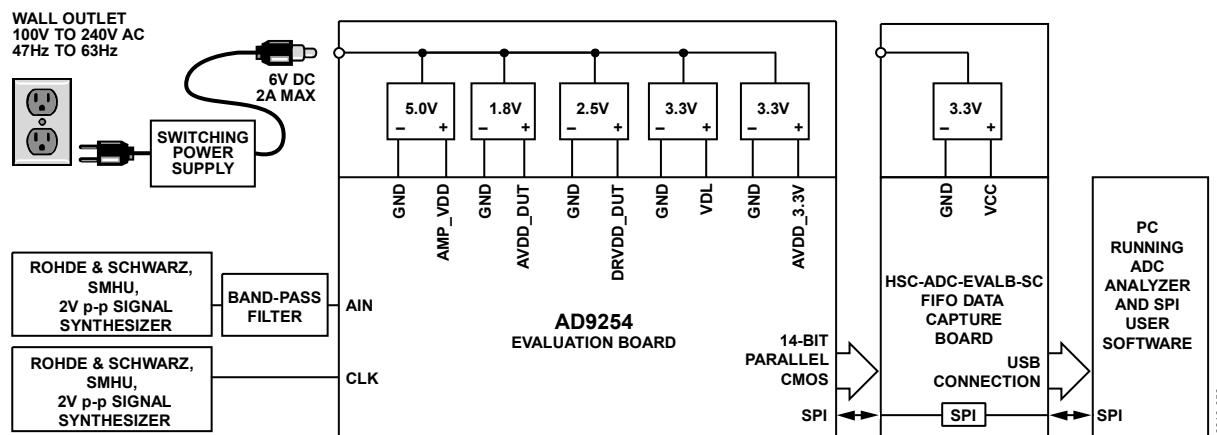 WALL OUTLET
100V TO 240V AC
47Hz TO 63Hz
6V DC
2A MAX
SWITCHING
POWER
SUPPLY
5.0V
– +
1.8V
– +
2.5V
– +
3.3V
– +
3.3V
– +
3.3V
– +
GND
AMP_VDD
GND
AVDD_DUT
GND
DRVDD_DUT
GND
VDL
GND
AVDD_3.3V
GND
VCC
ROHDE & SCHWARZ,
SMHU,
2V p-p SIGNAL
SYNTHESIZER
BAND-PASS
FILTER
AIN
ROHDE & SCHWARZ,
SMHU,
2V p-p SIGNAL
SYNTHESIZER
CLK
AD9254
EVALUATION BOARD
14-BIT
PARALLEL
CMOS
SPI
HSC-ADC-EVALB-SC
FIFO DATA
CAPTURE
BOARD
USB
CONNECTION
SPI
PC
RUNNING
ADC
ANALYZER
AND SPI
USER
SOFTWARE
SPI